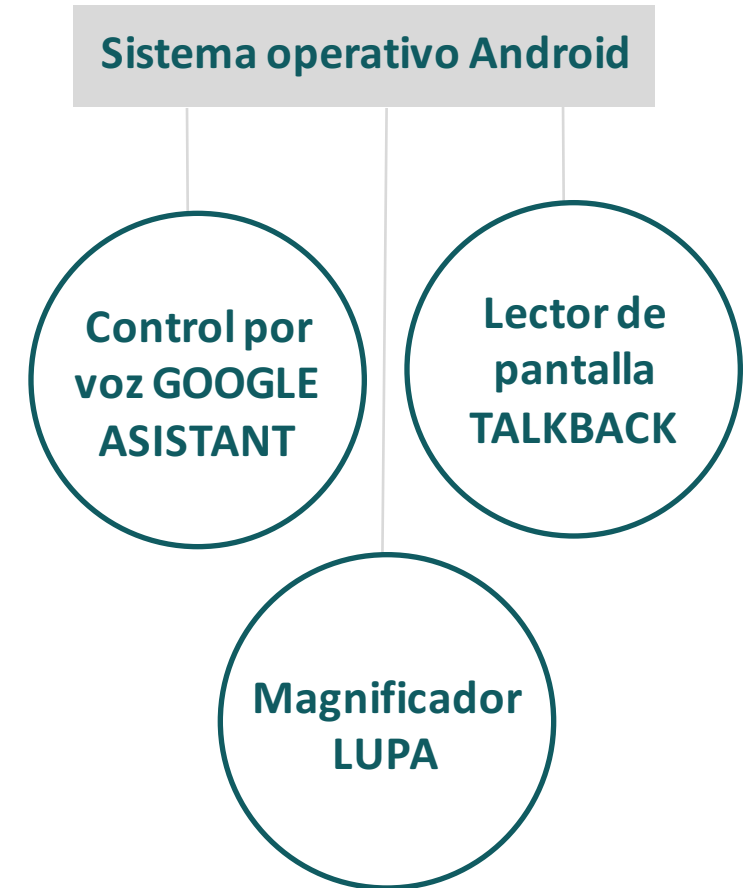 Sistema operativo Android
Control por
voz GOOGLE
ASISTANT
Lector de
pantalla
TALKBACK
Magnificador
LUPA